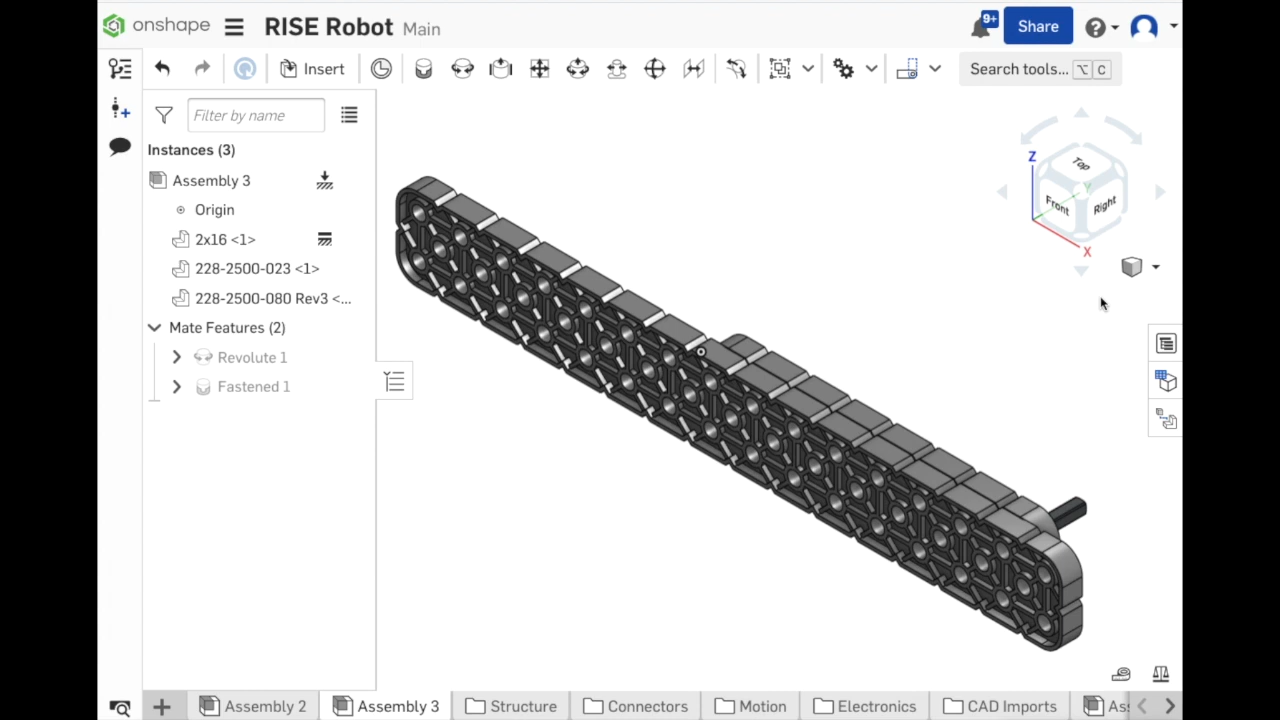 onshape RISE Robot Main 9+ Share
Insert Search tools... ⌥ C
Filter by name
Instances (3)
Assembly 3
Origin
2x16 <1>
228-2500-023 <1>
228-2500-080 Rev3 <...
Mate Features (2)
Revolute 1
Fastened 1
Z
Top
Y
Front
Right
X
Assembly 2 Assembly 3 Structure Connectors Motion Electronics CAD Imports Ass